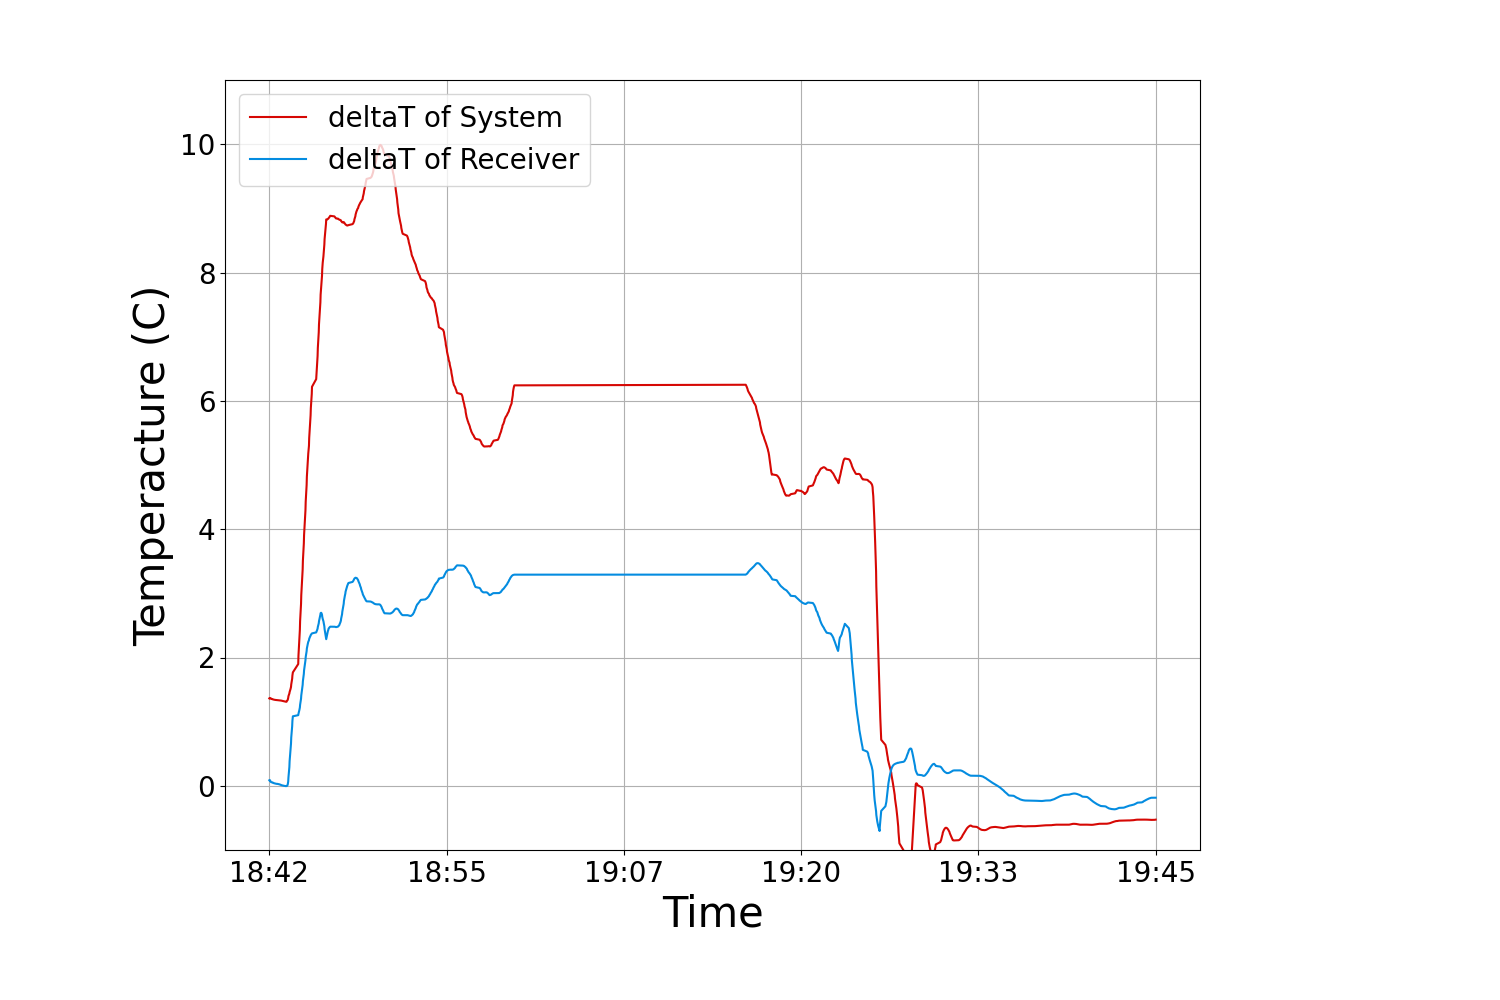 deltaT of System
deltaT of Receiver
10
8
6
4
2
0
Temperacture (C)
18:42 18:55 19:07 19:20 19:33 19:45
Time